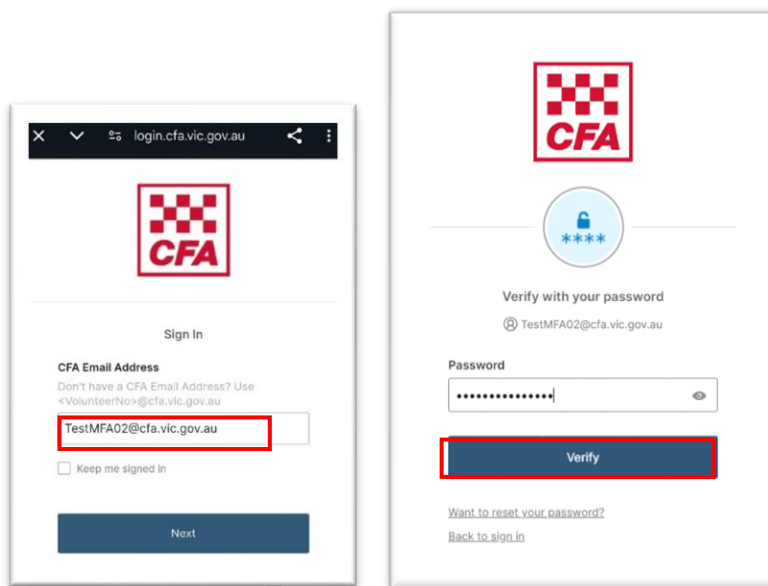 login.cfa.vic.gov.au
CFA
Sign In
CFA Email Address
Don't have a CFA Email Address? Use
<VolunteerNo>@cfa.vic.gov.au
TestMFA02@cfa.vic.gov.au
Keep me signed in
Next
CFA
****
Verify with your password
TestMFA02@cfa.vic.gov.au
Password
•••••••••••••••
Verify
Want to reset your password?
Back to sign in